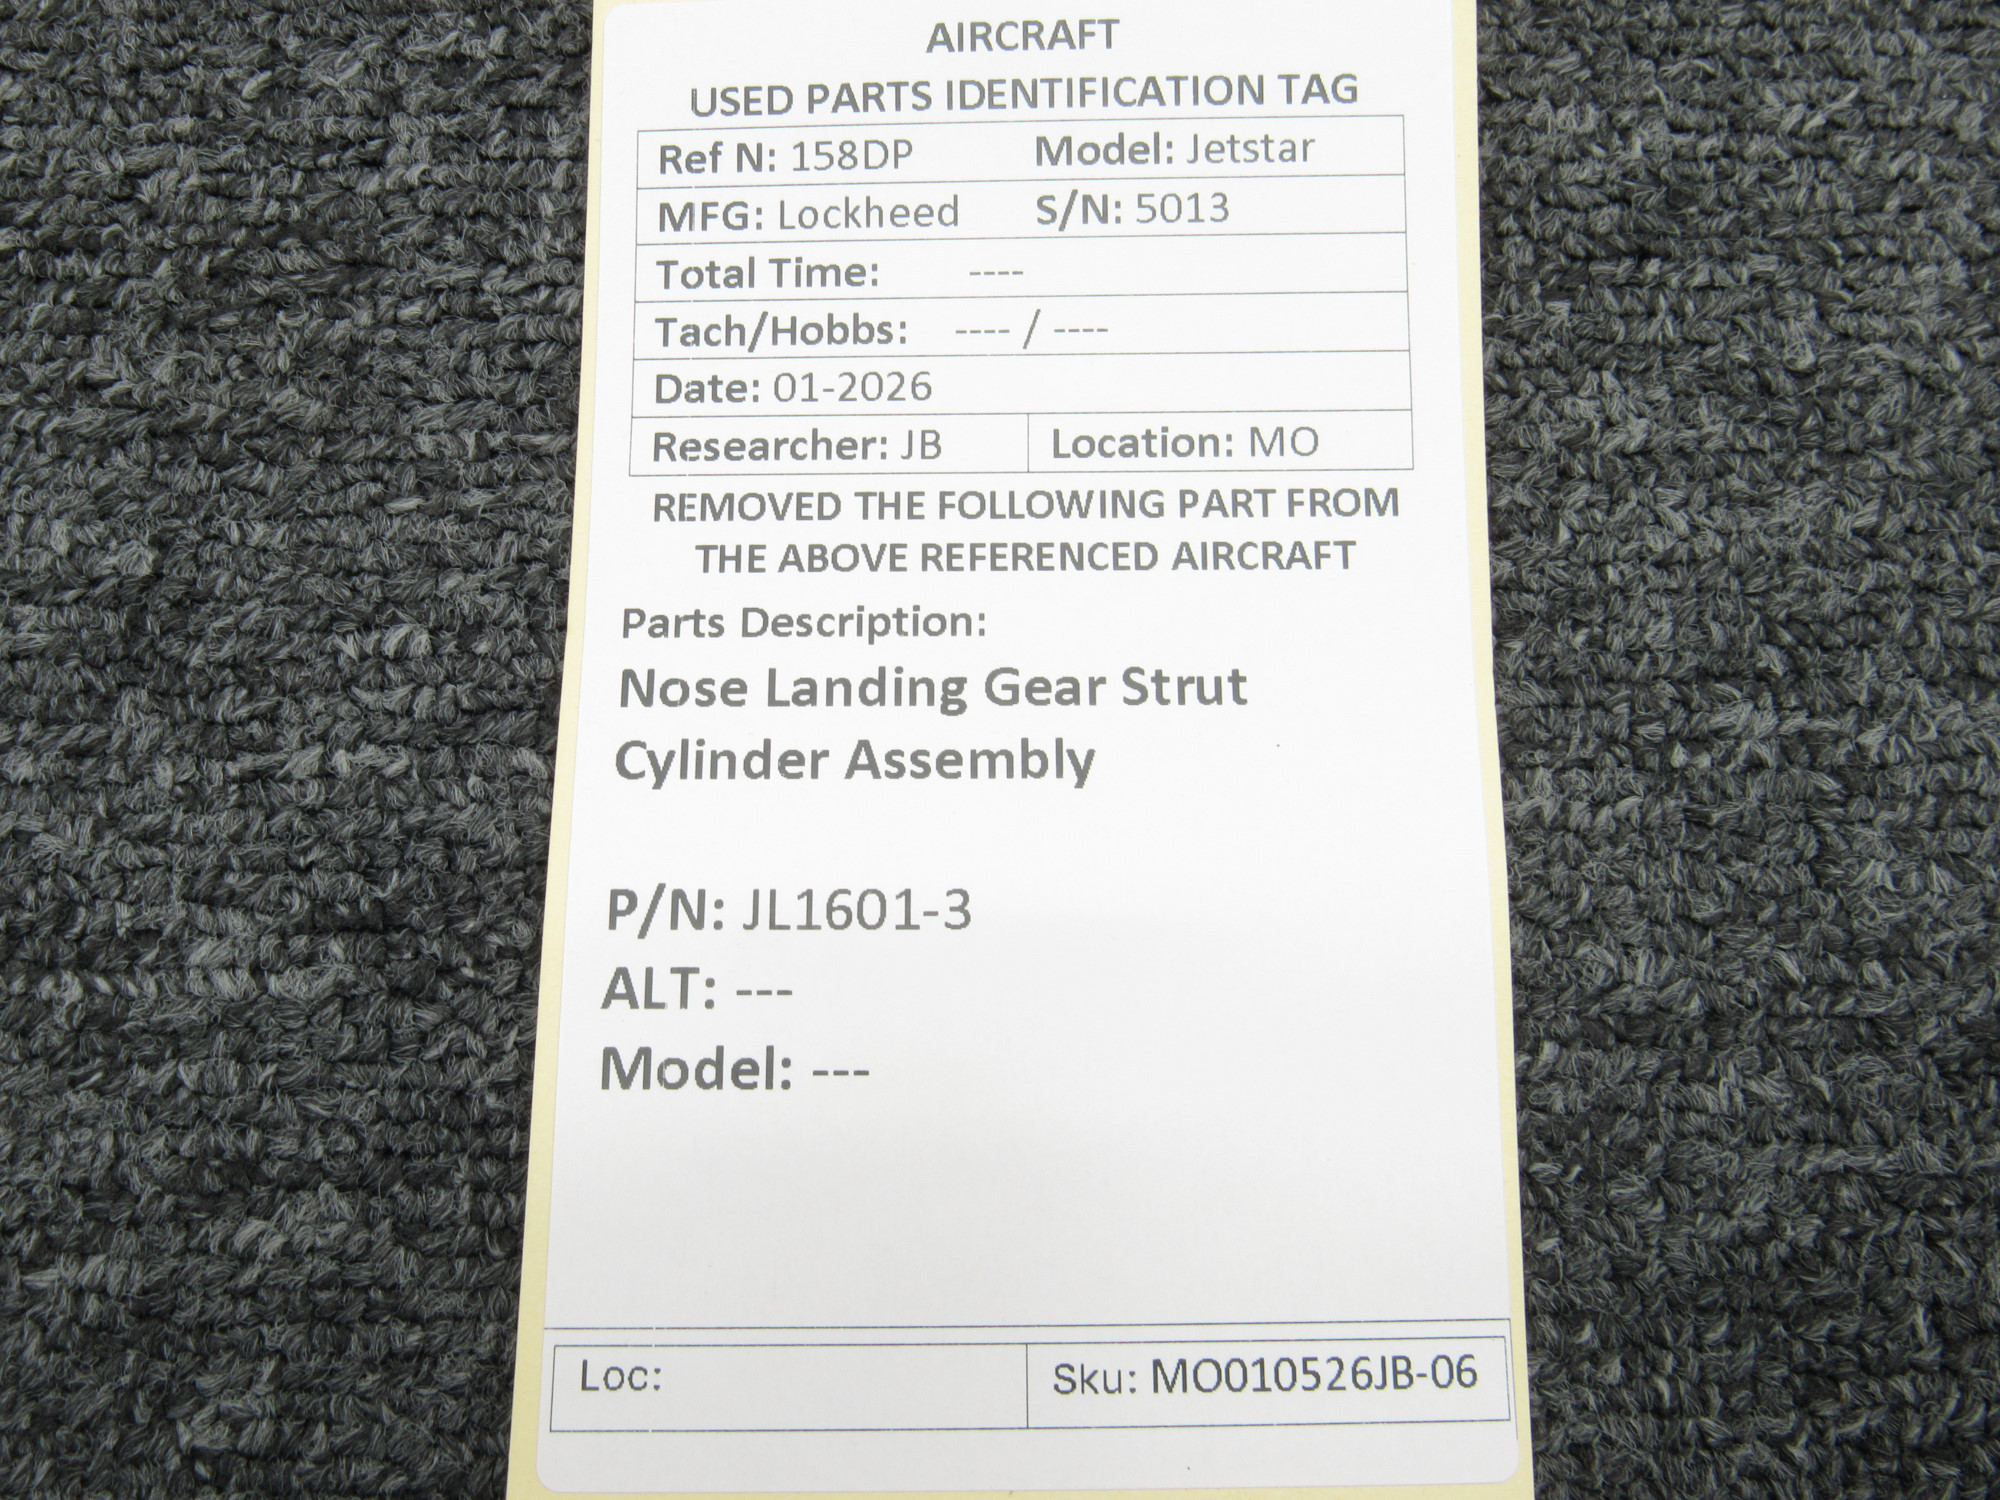 AIRCRAFT
USED PARTS IDENTIFICATION TAG
Ref N: 158DP Model: Jetstar
MFG: Lockheed S/N: 5013
Total Time: ----
Tach/Hobbs: ---- / ----
Date: 01-2026
Researcher: JB Location: MO
REMOVED THE FOLLOWING PART FROM
THE ABOVE REFERENCED AIRCRAFT
Parts Description:
Nose Landing Gear Strut
Cylinder Assembly
P/N: JL1601-3
ALT: ---
Model: ---
Loc: Sku: MO010526JB-06